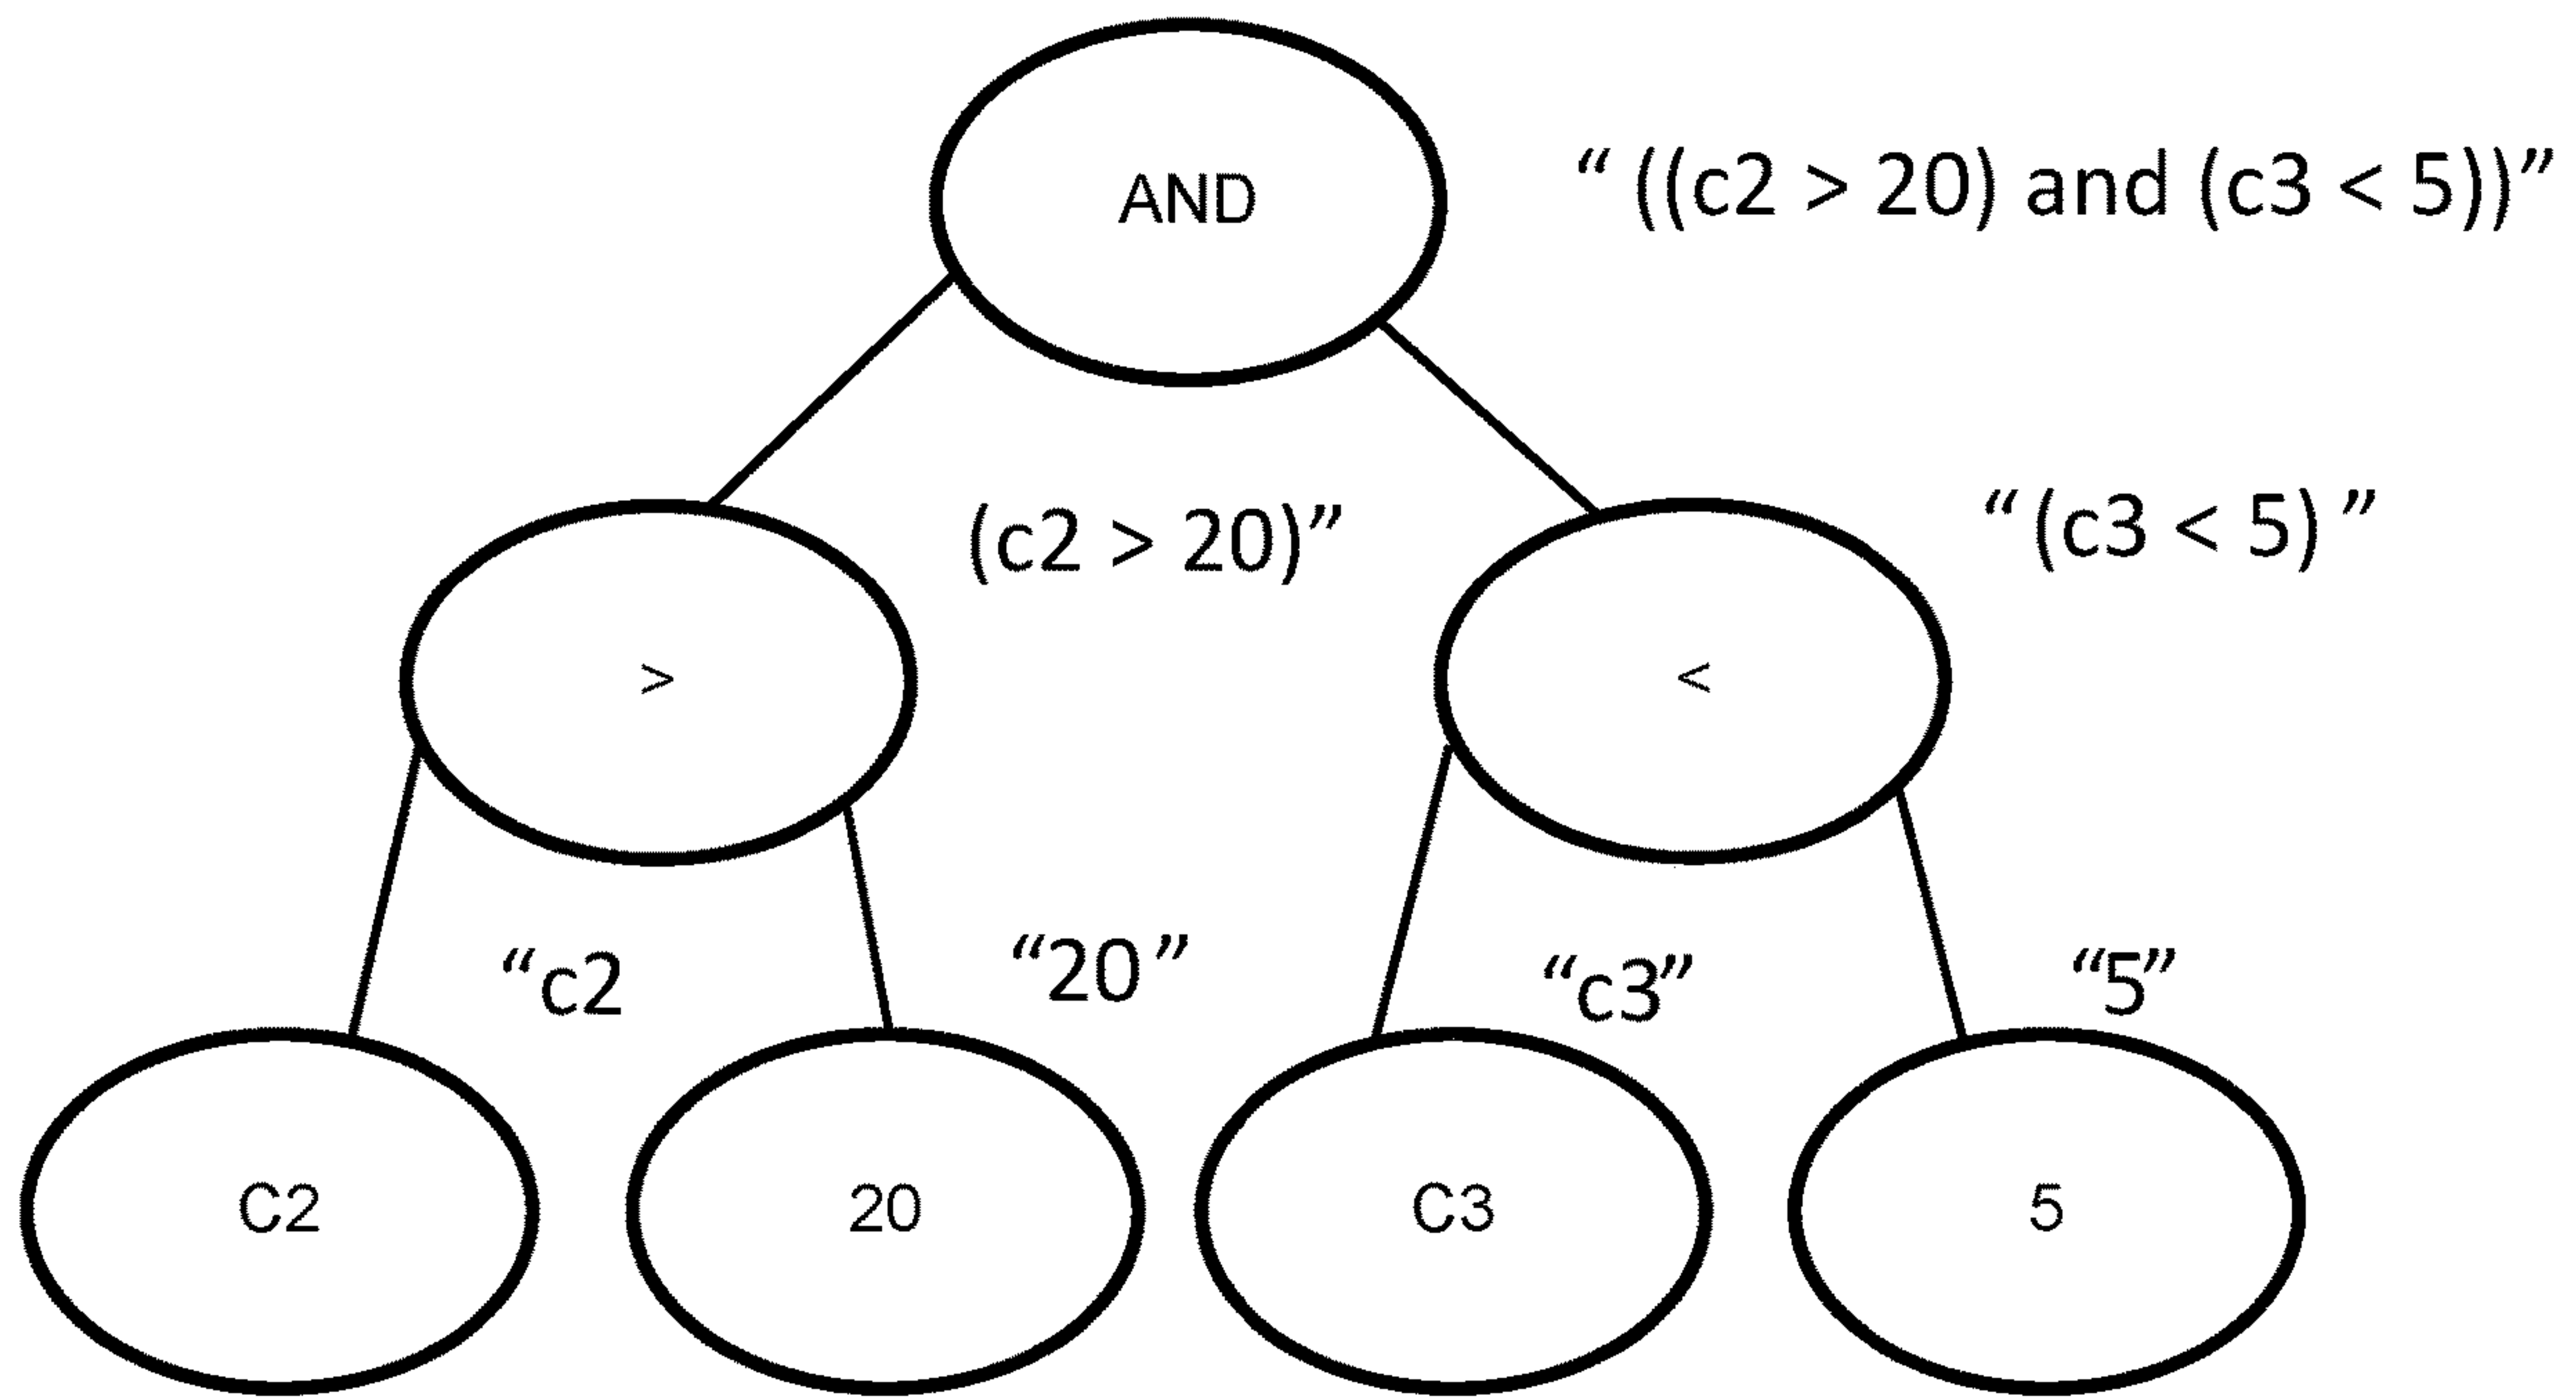 AND
“ ((c2 > 20) and (c3 < 5))”
(c2 > 20)”
“ (c3 < 5) ”
>
<
“c2
“20 ”
“c3”
“5”
C2
20
C3
5